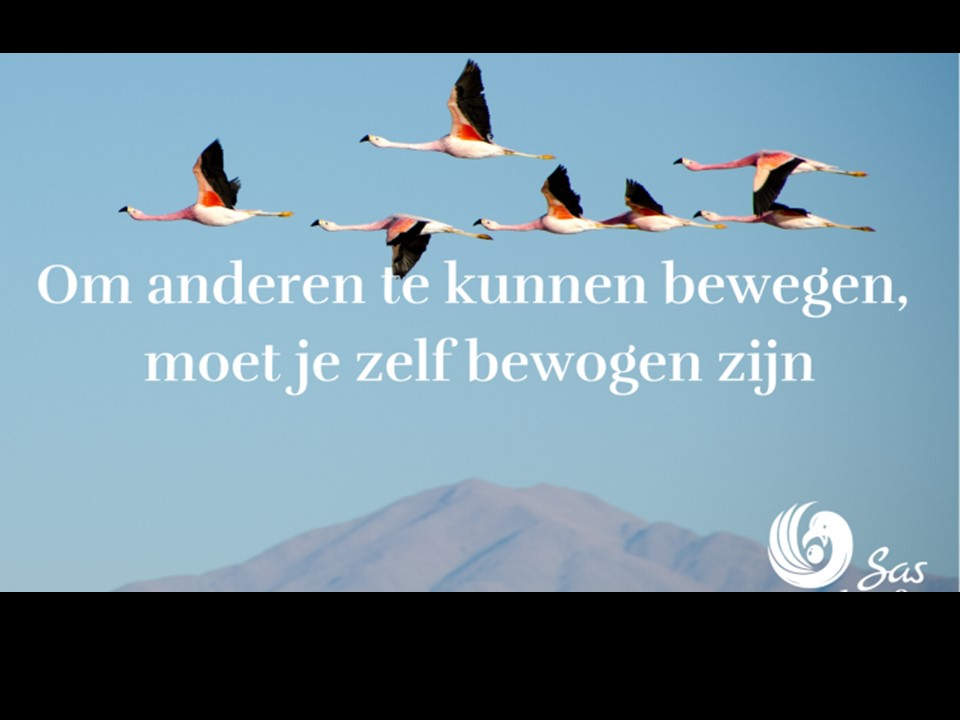 Om anderen te kunnen bewegen,
moet je zelf bewogen zijn
Sas